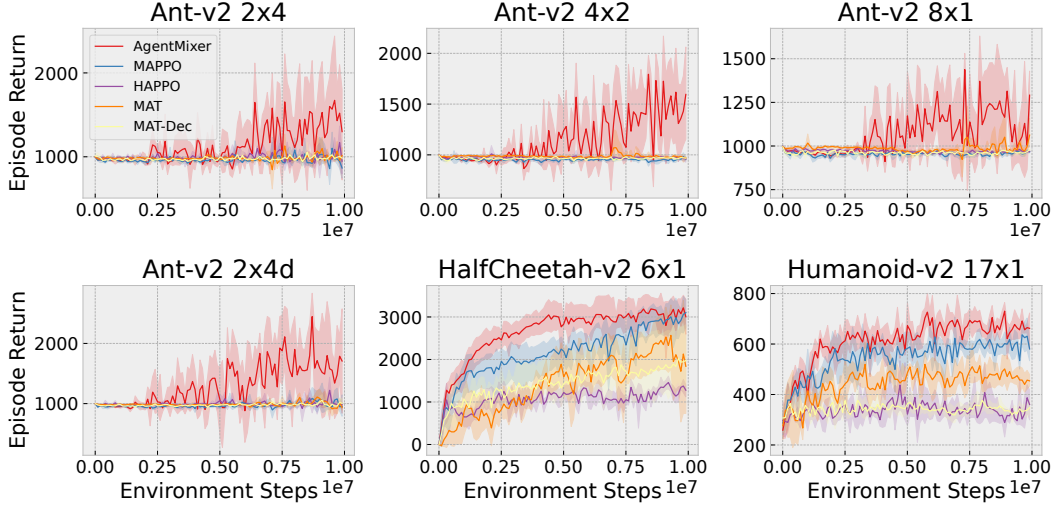 Ant-v2 2x4
Ant-v2 4x2
Ant-v2 8x1
Episode Return
2000
1000
AgentMixer
MAPPO
HAPPO
MAT
MAT-Dec
0.00 0.25 0.50 0.75 1.00
1e7
2000
1500
1000
0.00 0.25 0.50 0.75 1.00
1e7
1500
1250
1000
750
0.00 0.25 0.50 0.75 1.00
1e7
Ant-v2 2x4d
HalfCheetah-v2 6x1
Humanoid-v2 17x1
Episode Return
2000
1000
0.00 0.25 0.50 0.75 1.00
Environment Steps 1e7
3000
2000
1000
0
0.00 0.25 0.50 0.75 1.00
Environment Steps 1e7
800
600
400
200
0.00 0.25 0.50 0.75 1.00
Environment Steps 1e7